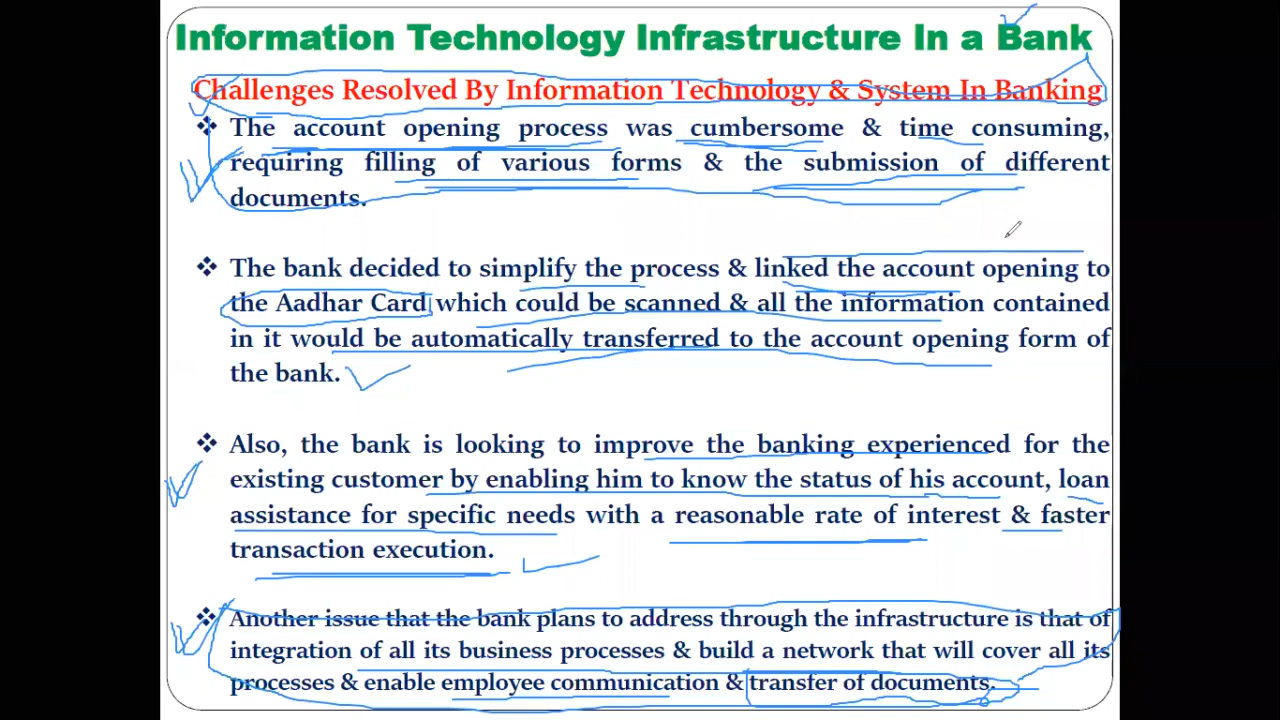 Information Technology Infrastructure In a Bank
Challenges Resolved By Information Technology & System In Banking
❖ The account opening process was cumbersome & time consuming,
requiring filling of various forms & the submission of different
documents.
❖ The bank decided to simplify the process & linked the account opening to
the Aadhar Card which could be scanned & all the information contained
in it would be automatically transferred to the account opening form of
the bank.
❖ Also, the bank is looking to improve the banking experienced for the
existing customer by enabling him to know the status of his account, loan
assistance for specific needs with a reasonable rate of interest & faster
transaction execution.
❖ Another issue that the bank plans to address through the infrastructure is that of
integration of all its business processes & build a network that will cover all its
processes & enable employee communication & transfer of documents.